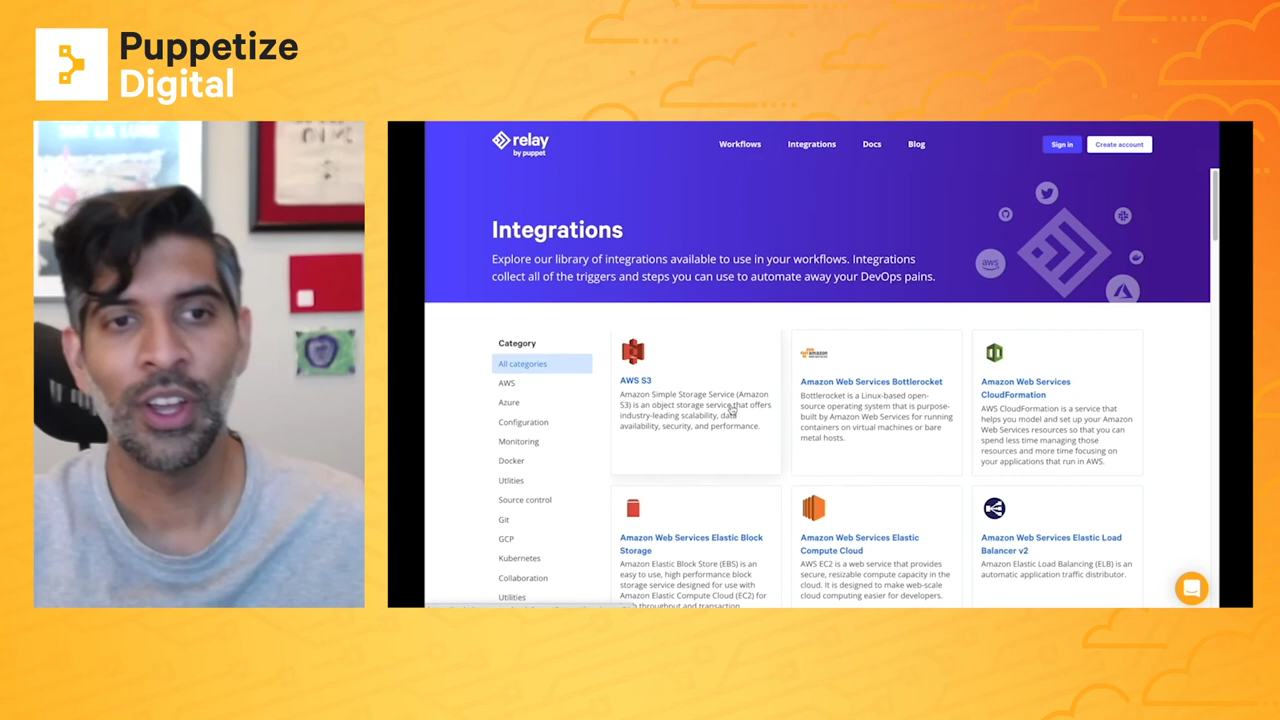 Puppetize
Digital
relay
by puppet
Workflows
Integrations
Docs
Blog
Sign in
Create account
Integrations
Explore our library of integrations available to use in your workflows. Integrations
collect all of the triggers and steps you can use to automate away your DevOps pains.
aws
Category
All categories
AWS
Azure
Configuration
Monitoring
Docker
Utilities
Source control
Git
GCP
Kubernetes
Collaboration
Utilities
AWS S3
Amazon Simple Storage Service (Amazon
S3) is an object storage service that offers
industry-leading scalability, data
availability, security, and performance.
amazon
Amazon Web Services Bottlerocket
Bottlerocket is a Linux-based open-
source operating system that is purpose-
built by Amazon Web Services for running
containers on virtual machines or bare
metal hosts.
Amazon Web Services
CloudFormation
AWS CloudFormation is a service that
helps you model and set up your Amazon
Web Services resources so that you can
spend less time managing those
resources and more time focusing on
your applications that run in AWS.
Amazon Web Services Elastic Block
Storage
Amazon Elastic Block Store (EBS) is an
easy to use, high performance block
storage service designed for use with
Amazon Elastic Compute Cloud (EC2) for
throughput and transaction
Amazon Web Services Elastic
Compute Cloud
AWS EC2 is a web service that provides
secure, resizable compute capacity in the
cloud. It is designed to make web-scale
cloud computing easier for developers.
Amazon Web Services Elastic Load
Balancer v2
Amazon Elastic Load Balancing (ELB) is an
automatic application traffic distributor.